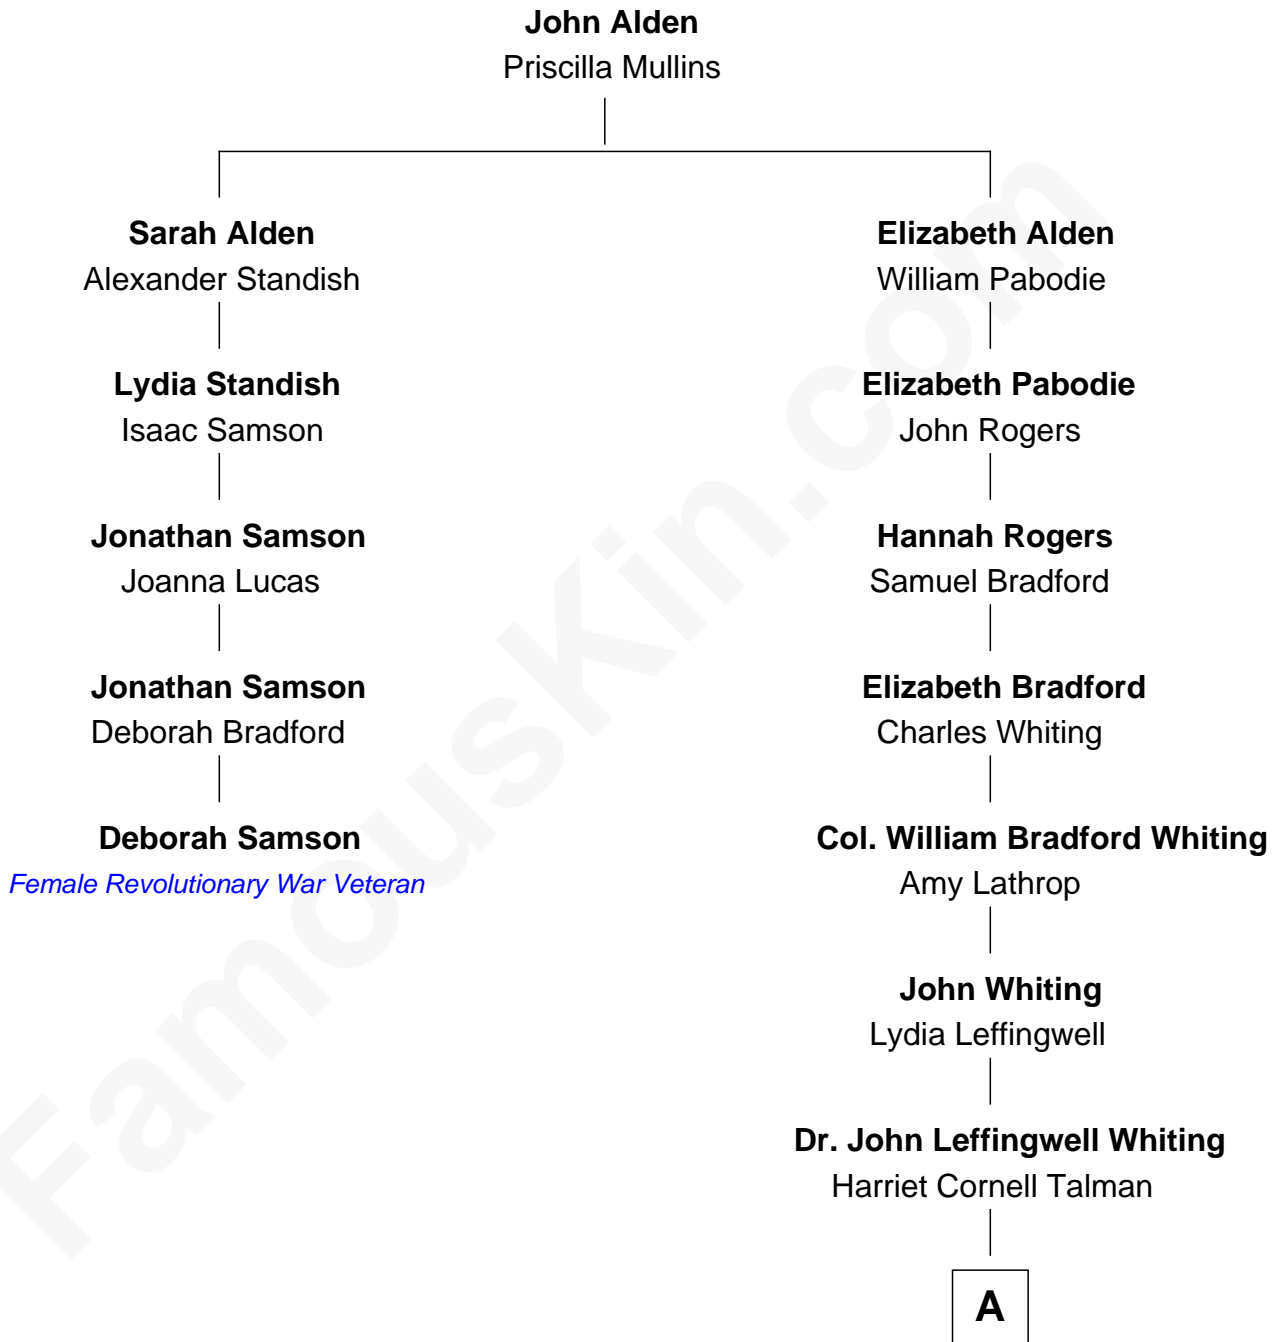 John Alden
Priscilla Mullins
Sarah Alden
Alexander Standish
Elizabeth Alden
William Pabodie
Lydia Standish
Isaac Samson
Elizabeth Pabodie
John Rogers
Jonathan Samson
Joanna Lucas
Hannah Rogers
Samuel Bradford
Jonathan Samson
Deborah Bradford
Elizabeth Bradford
Charles Whiting
Deborah Samson
Female Revolutionary War Veteran
Col. William Bradford Whiting
Amy Lathrop
John Whiting
Lydia Leffingwell
Dr. John Leffingwell Whiting
Harriet Cornell Talman
A
FamousKin.com